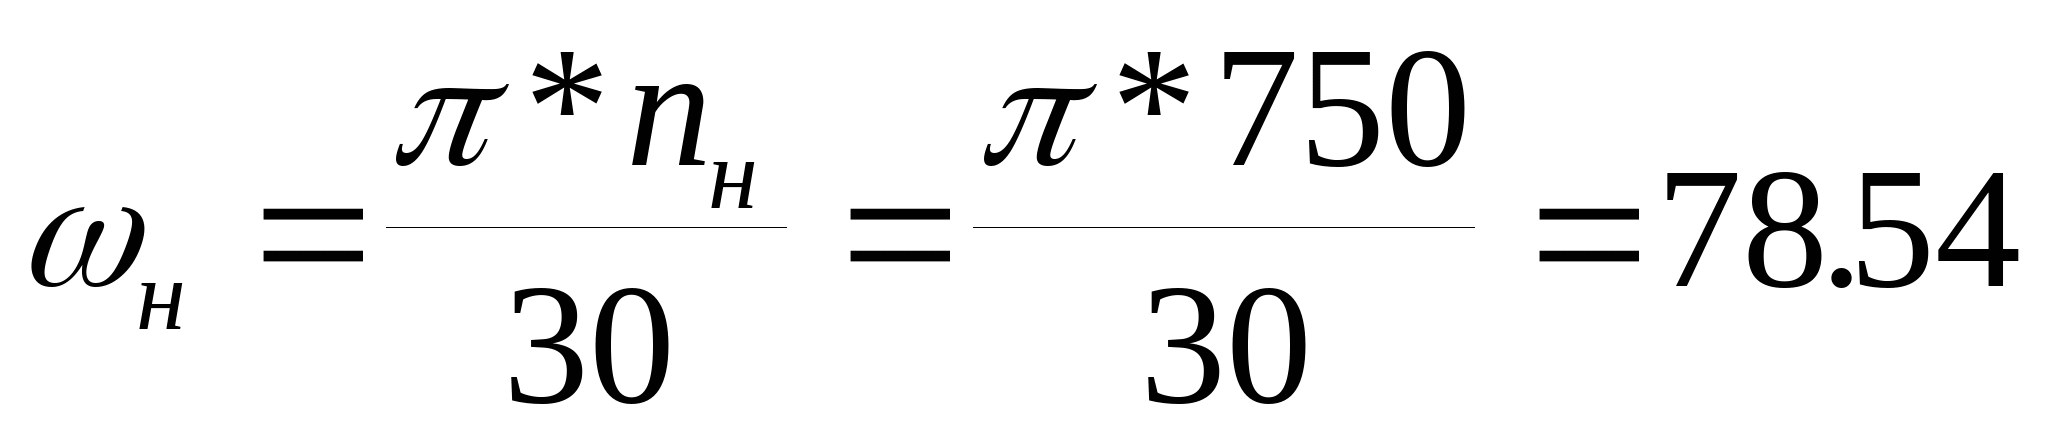 ωн = π*nн / 30 = π*750 / 30 = 78.54